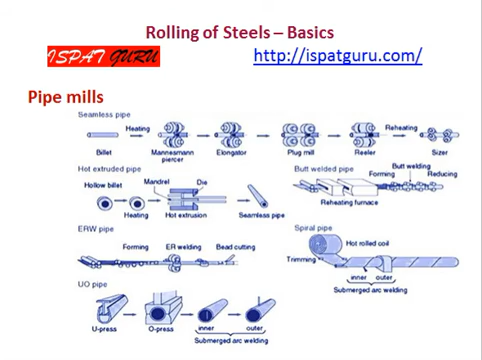 Rolling of Steels – Basics
ISPAT GURU
http://ispatguru.com/
Pipe mills
Seamless pipe
Heating
Reheating
Billet
Mannesmann piercer
Elongator
Plug mill
Reeler
Sizer
Hot extruded pipe
Hollow billet
Mandrel
Die
Heating
Hot extrusion
Seamless pipe
Butt welded pipe
Butt welding
Forming
Reducing
Reheating furnace
ERW pipe
Forming
ER welding
Bead cutting
Spiral pipe
Hot rolled coil
Trimming
inner
outer
Submerged arc welding
UO pipe
U-press
O-press
inner
outer
Submerged arc welding